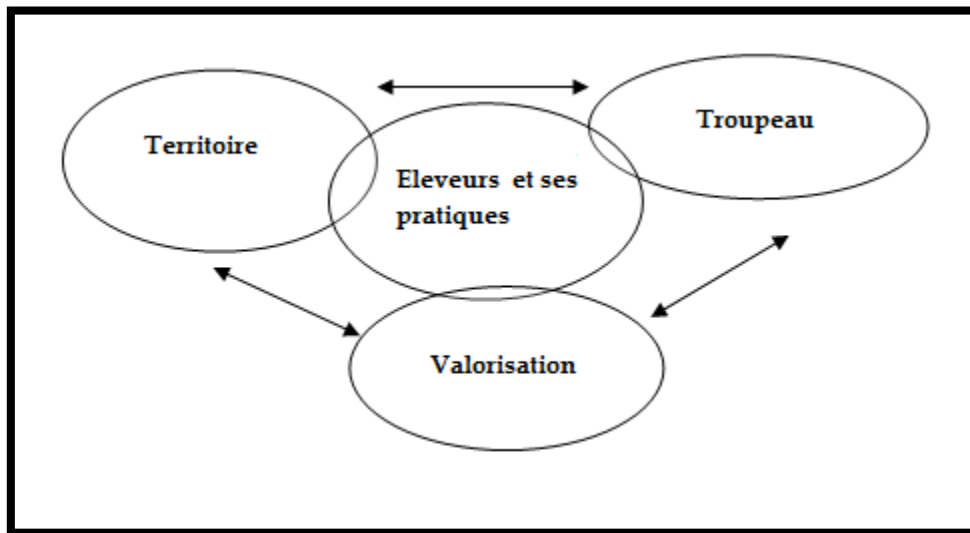 Territoire
Troupeau
Eleveurs et ses
pratiques
Valorisation